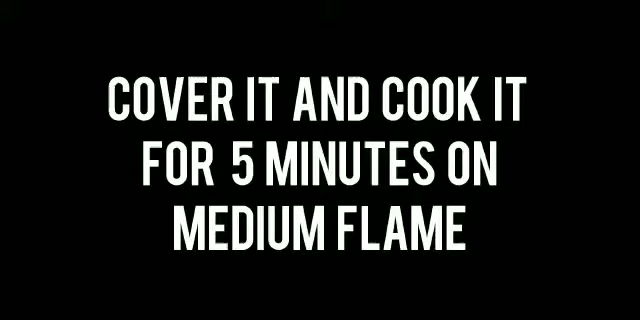 COVER IT AND COOK IT
FOR 5 MINUTES ON
MEDIUM FLAME